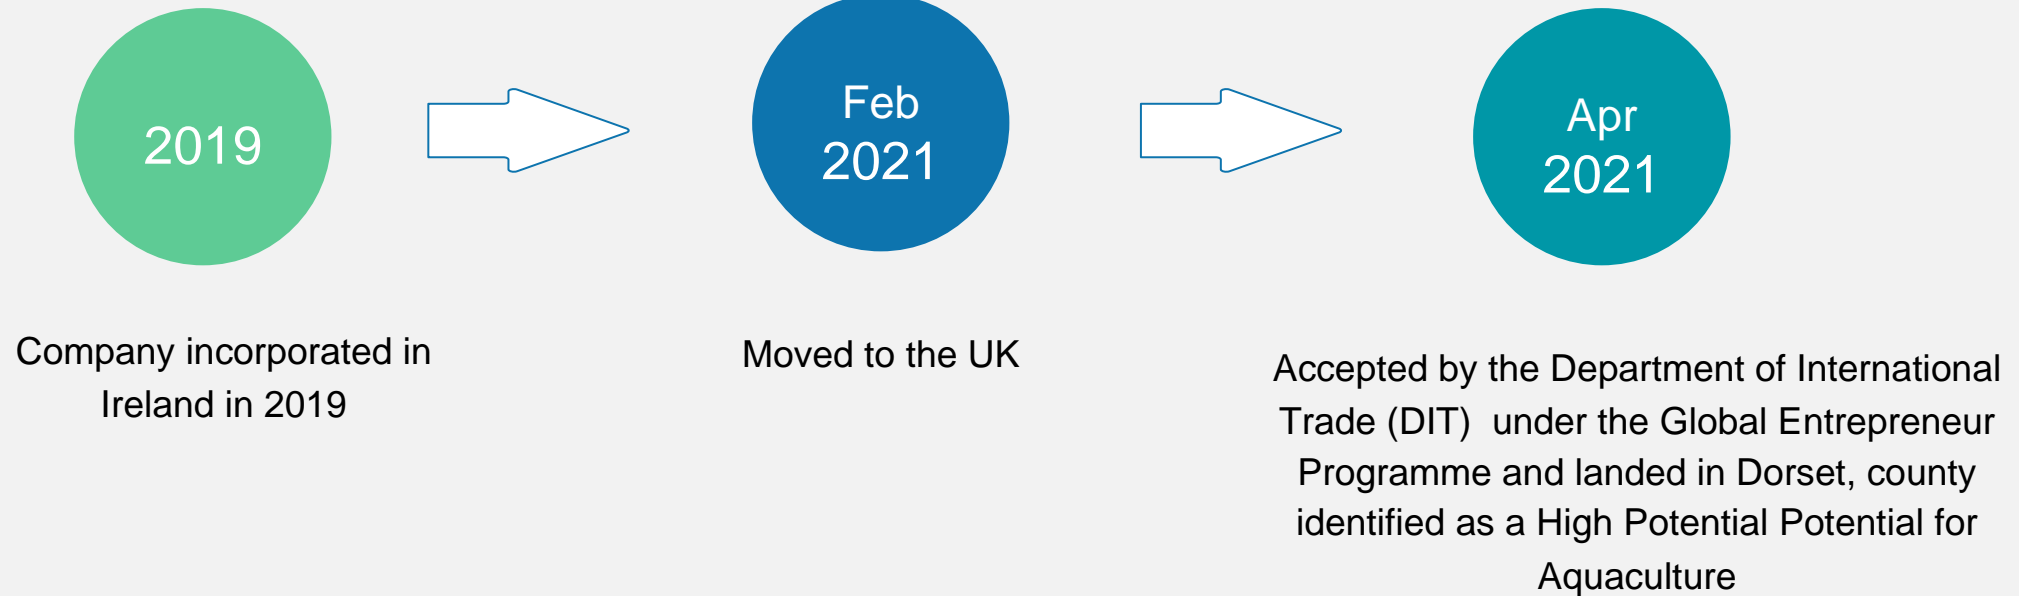 2019
Company incorporated in
Ireland in 2019
Feb
2021
Moved to the UK
Apr
2021
Accepted by the Department of International
Trade (DIT)  under the Global Entrepreneur
Programme and landed in Dorset, county
identified as a High Potential Potential for
Aquaculture